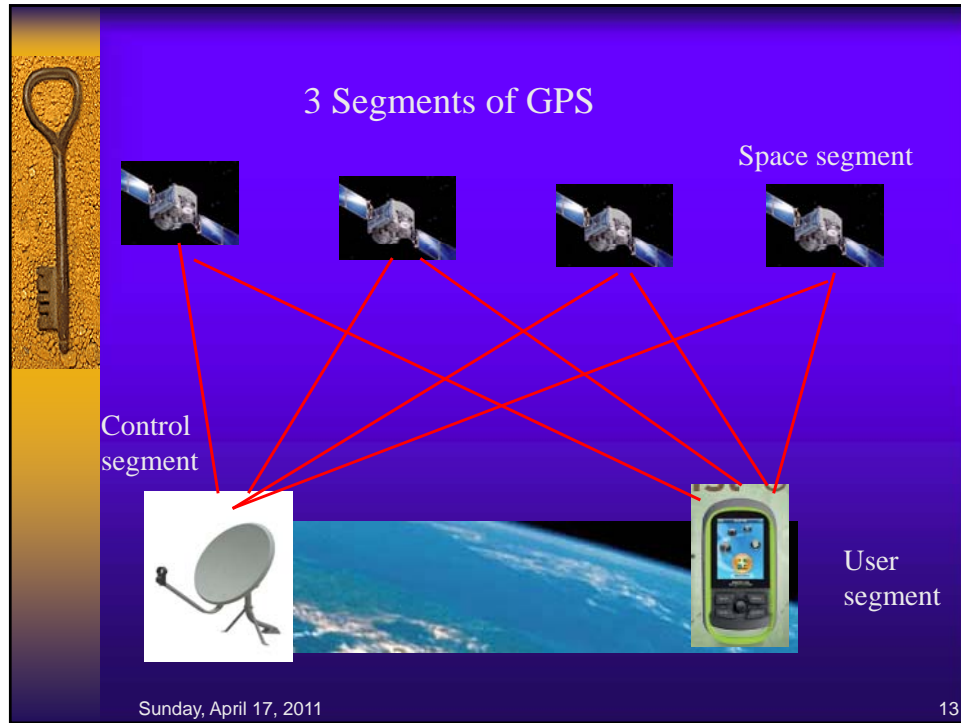 3 Segments of GPS
Space segment
Control
segment
User
segment
Sunday, April 17, 2011
13